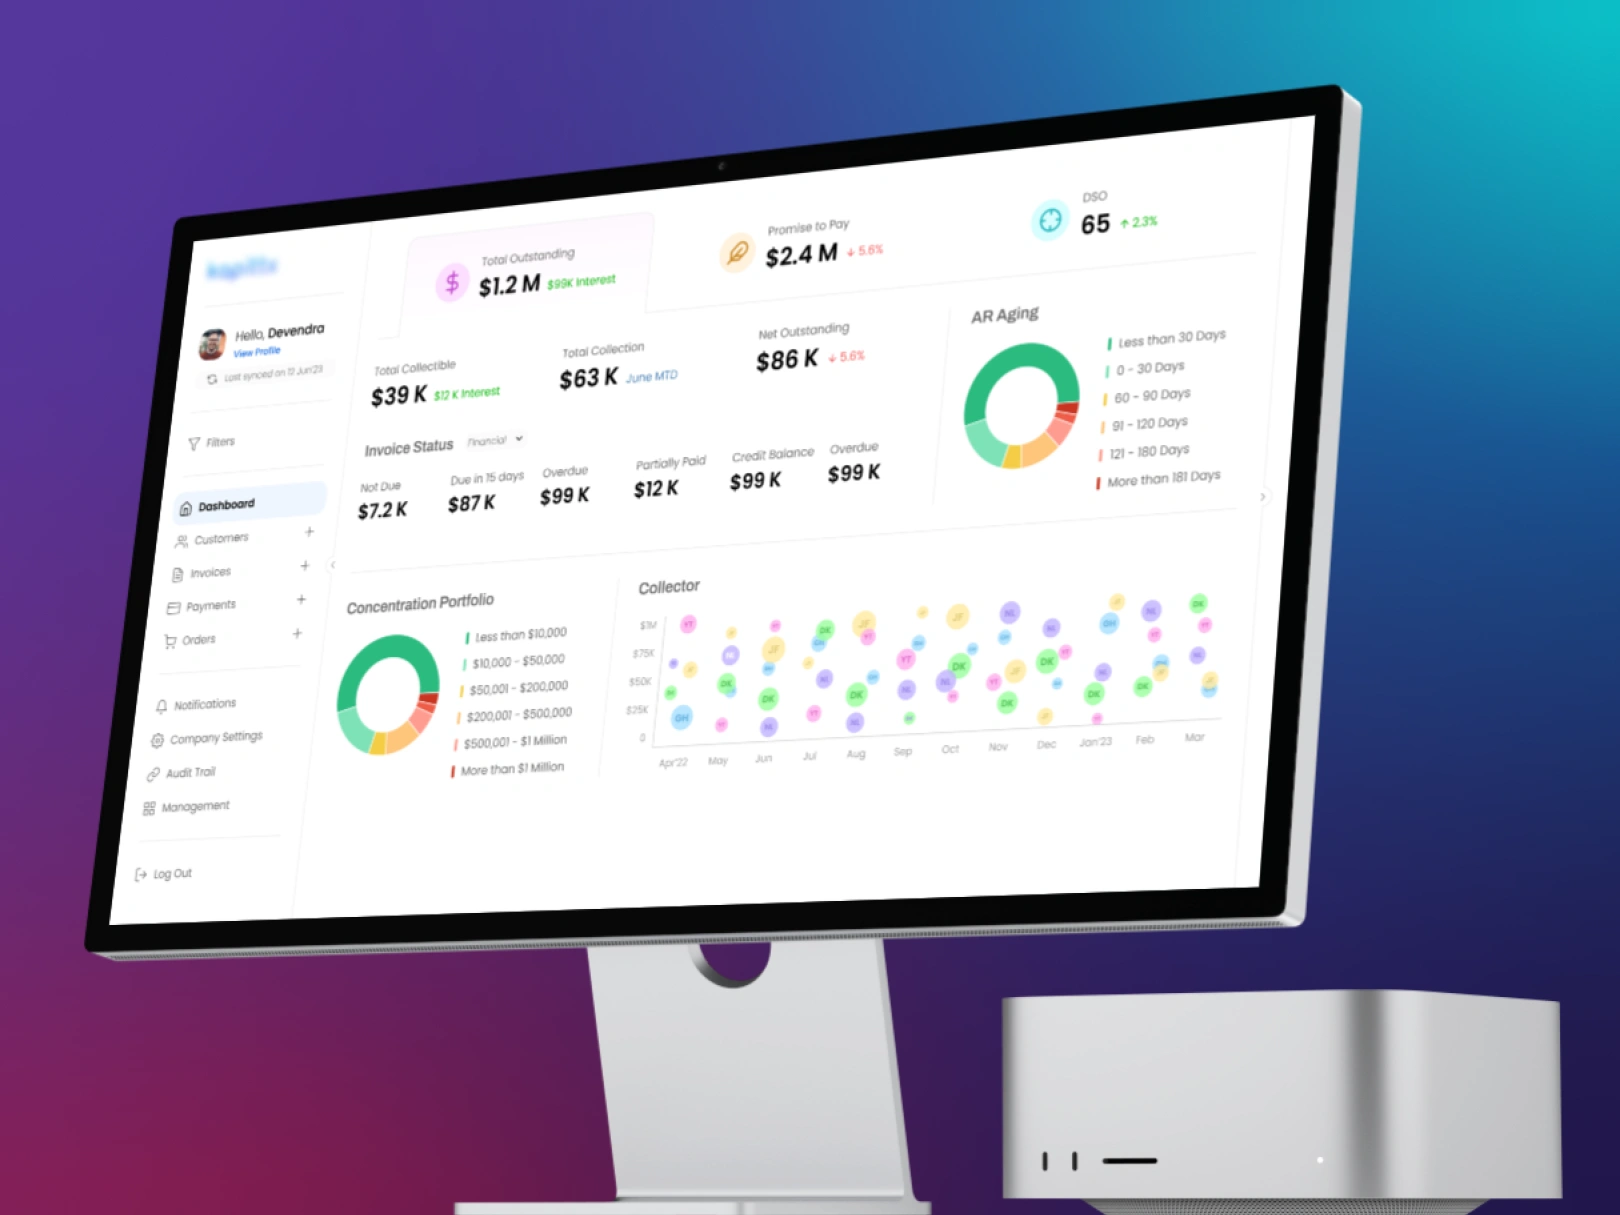 Hello, Devendra
View Profile
Last synced on 12 Jun'23
Filters
Dashboard
Customers
Invoices
Payments
Orders
Notifications
Company Settings
Audit Trail
Management
Log Out
Total Outstanding
$1.2 M $99K Interest
Promise to Pay
$2.4 M ↓ 5.6%
DSO
65 ↑ 2.3%
Total Collectible
$39 K $12 K Interest
Total Collection
$63 K June MTD
Net Outstanding
$86 K ↓ 5.6%
Invoice Status Financial
Not Due
$7.2 K
Due in 15 days
$87 K
Overdue
$99 K
Partially Paid
$12 K
Credit Balance
$99 K
Overdue
$99 K
AR Aging
Less than 30 Days
0 - 30 Days
60 - 90 Days
91 - 120 Days
121 - 180 Days
More than 181 Days
Concentration Portfolio
Less than $10,000
$10,000 - $50,000
$50,001 - $200,000
$200,001 - $500,000
$500,001 - $1 Million
More than $1 Million
Collector
$1M
$75K
$50K
$25K
0
Apr'22 May Jun Jul Aug Sep Oct Nov Dec Jan'23 Feb Mar